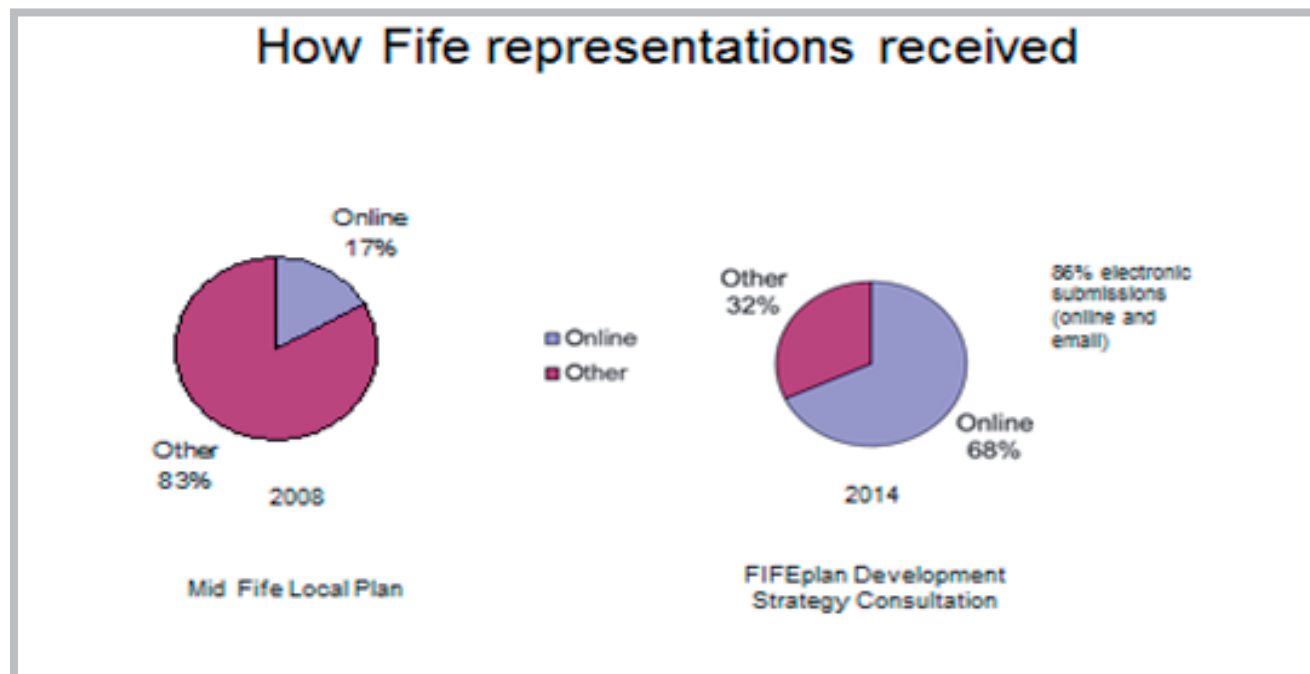 How Fife representations received
Online
17%
Other
83%
2008
Mid Fife Local Plan
Online
Other
Other
32%
Online
68%
2014
FIFEplan Development
Strategy Consultation
86% electronic
submissions
(online and
email)